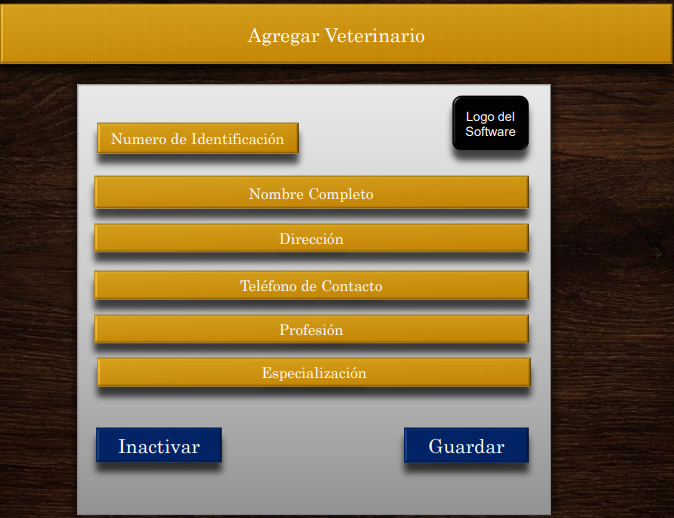 Agregar Veterinario
Logo del
Software
Numero de Identificación
Nombre Completo
Dirección
Teléfono de Contacto
Profesión
Especialización
Inactivar
Guardar